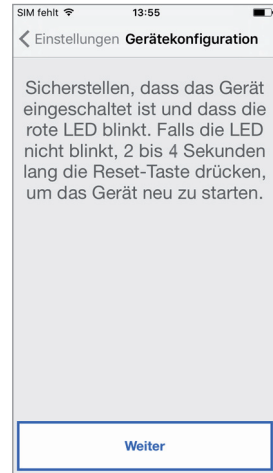 SIM fehlt 13:55
Einstellungen Gerätekonfiguration
Sicherstellen, dass das Gerät
eingeschaltet ist und dass die
rote LED blinkt. Falls die LED
nicht blinkt, 2 bis 4 Sekunden
lang die Reset-Taste drücken,
um das Gerät neu zu starten.
Weiter